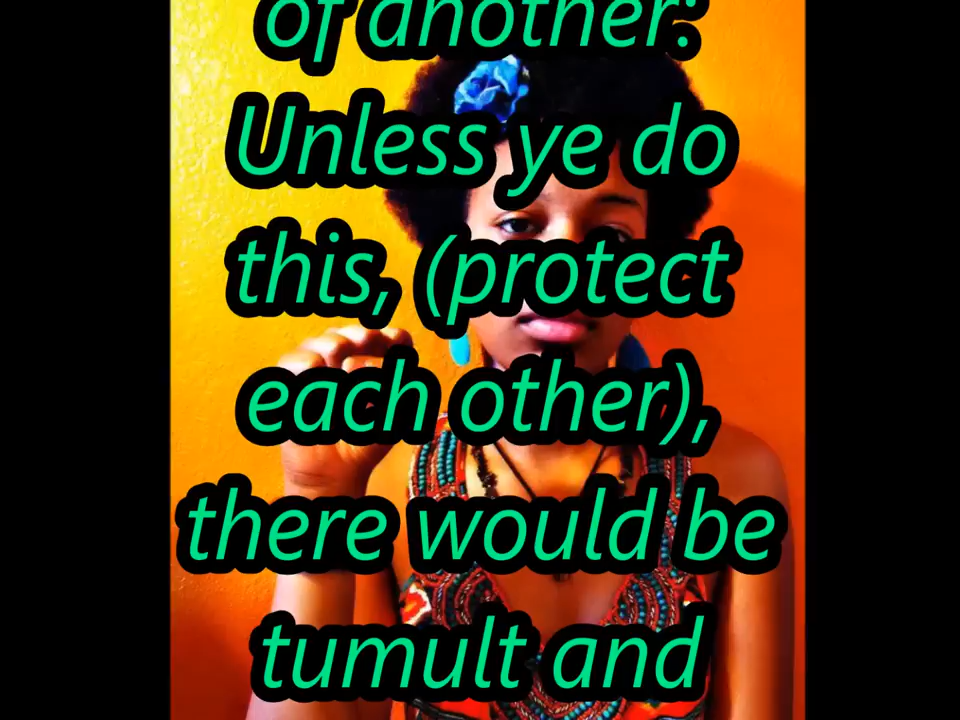 of another:
Unless ye do
this, (protect
each other),
there would be
tumult and